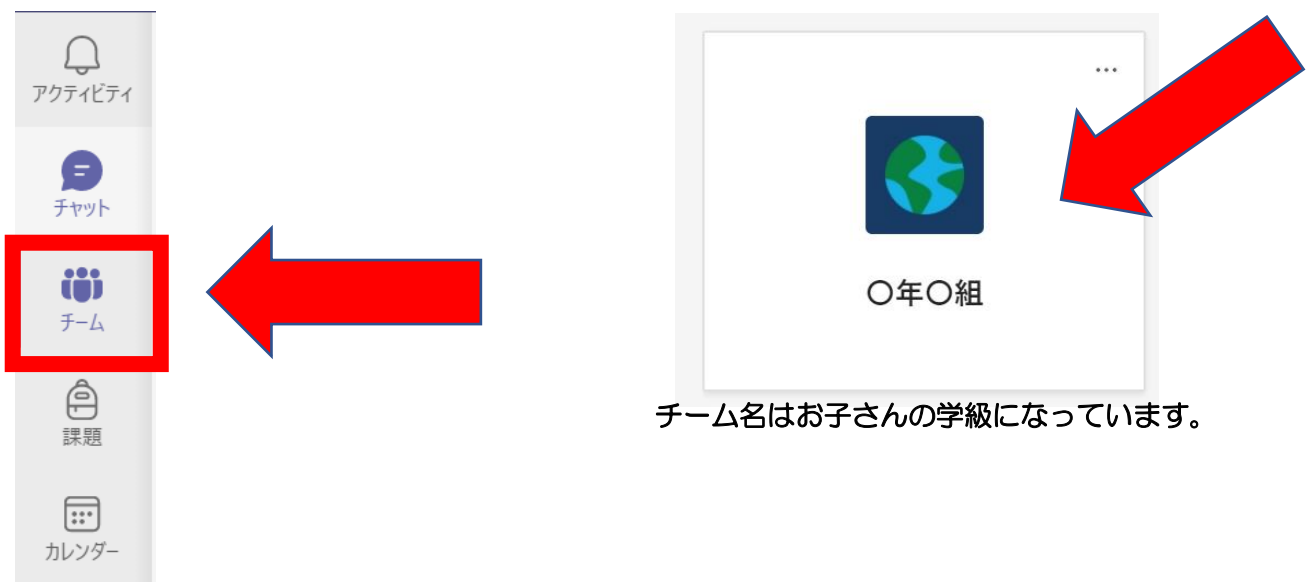 アクティビティ
チャット
チーム
課題
カレンダー
...
〇年〇組
チーム名はお子さんの学級になっています。